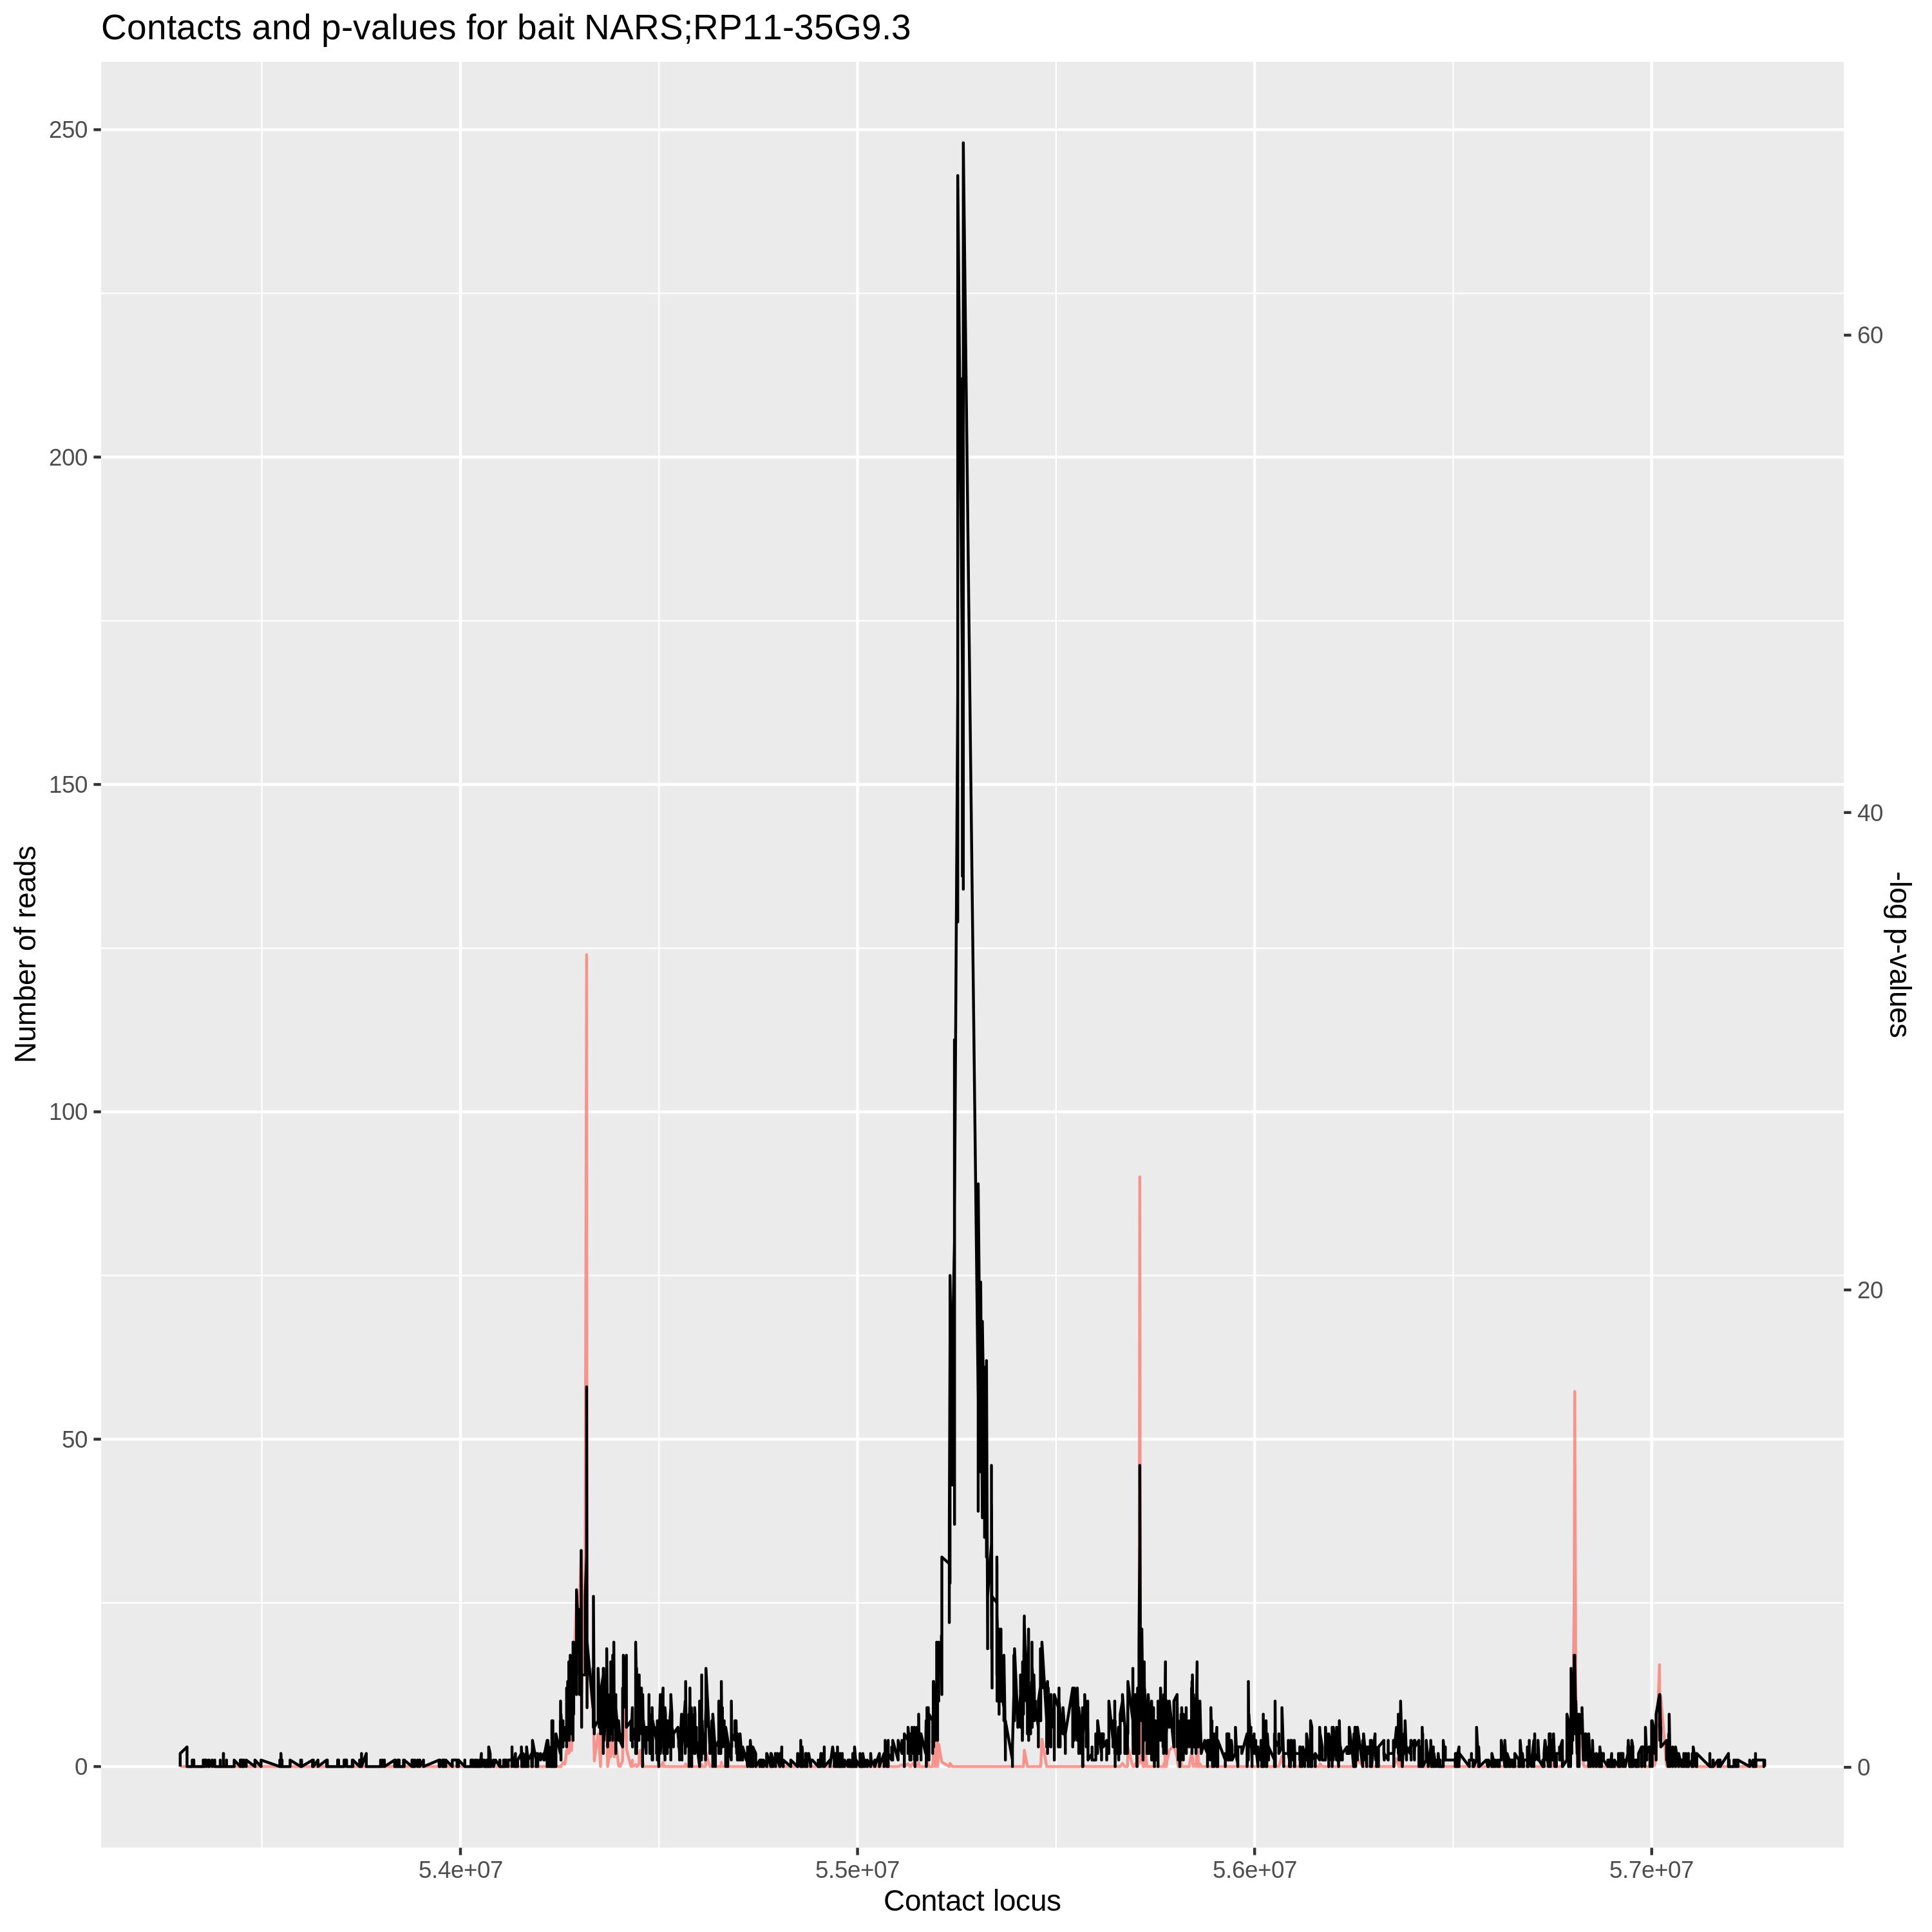 Contacts and p-values for bait NARS;RP11-35G9.3
250
200
150
100
50
0
Number of reads
60
40
20
0
-log p-values
5.4e+07 5.5e+07 5.6e+07 5.7e+07
Contact locus